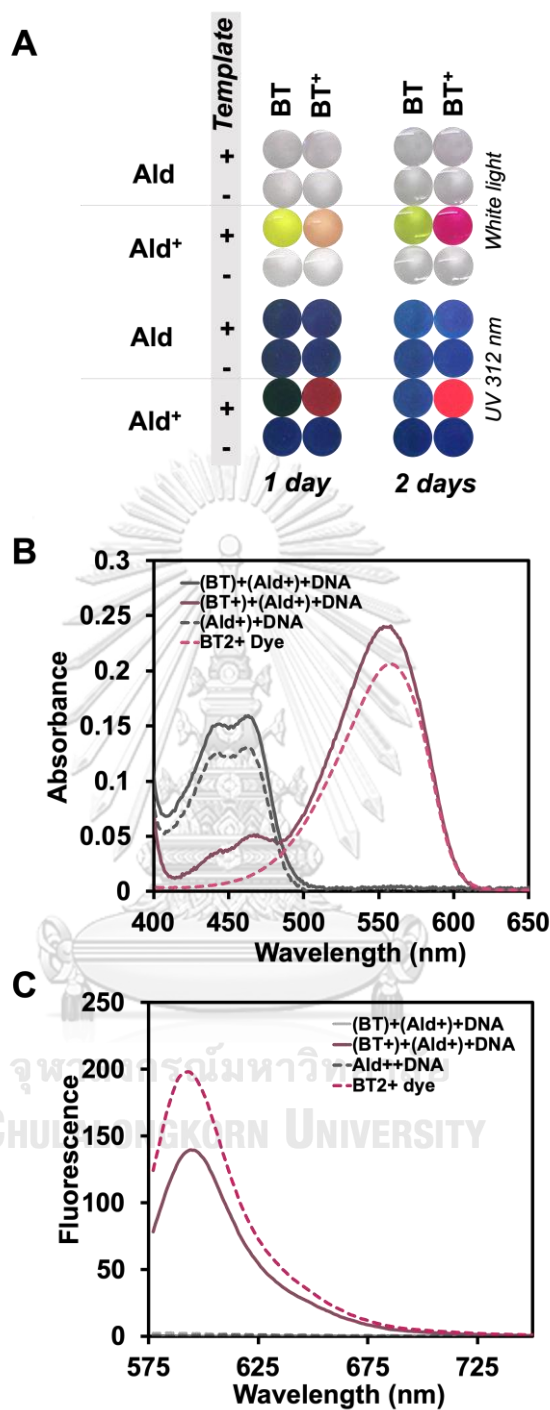 A
Template
BT
BT⁺
BT
BT⁺
Ald
+
-
Ald⁺
+
-
White light
Ald
+
-
Ald⁺
+
-
UV 312 nm
1 day
2 days
B
0.3
0.25
0.2
0.15
0.1
0.05
0
Absorbance
(BT)+(Ald+)+DNA
(BT+)+(Ald+)+DNA
(Ald+)+DNA
BT2+ Dye
400
450
500
550
600
650
Wavelength (nm)
C
250
200
150
100
50
0
Fluorescence
(BT)+(Ald+)+DNA
(BT+)+(Ald+)+DNA
Ald++DNA
BT2+ dye
จุฬาลงกรณ์มหาวิทยาลัย
CHULALONGKORN UNIVERSITY
575
625
675
725
Wavelength (nm)